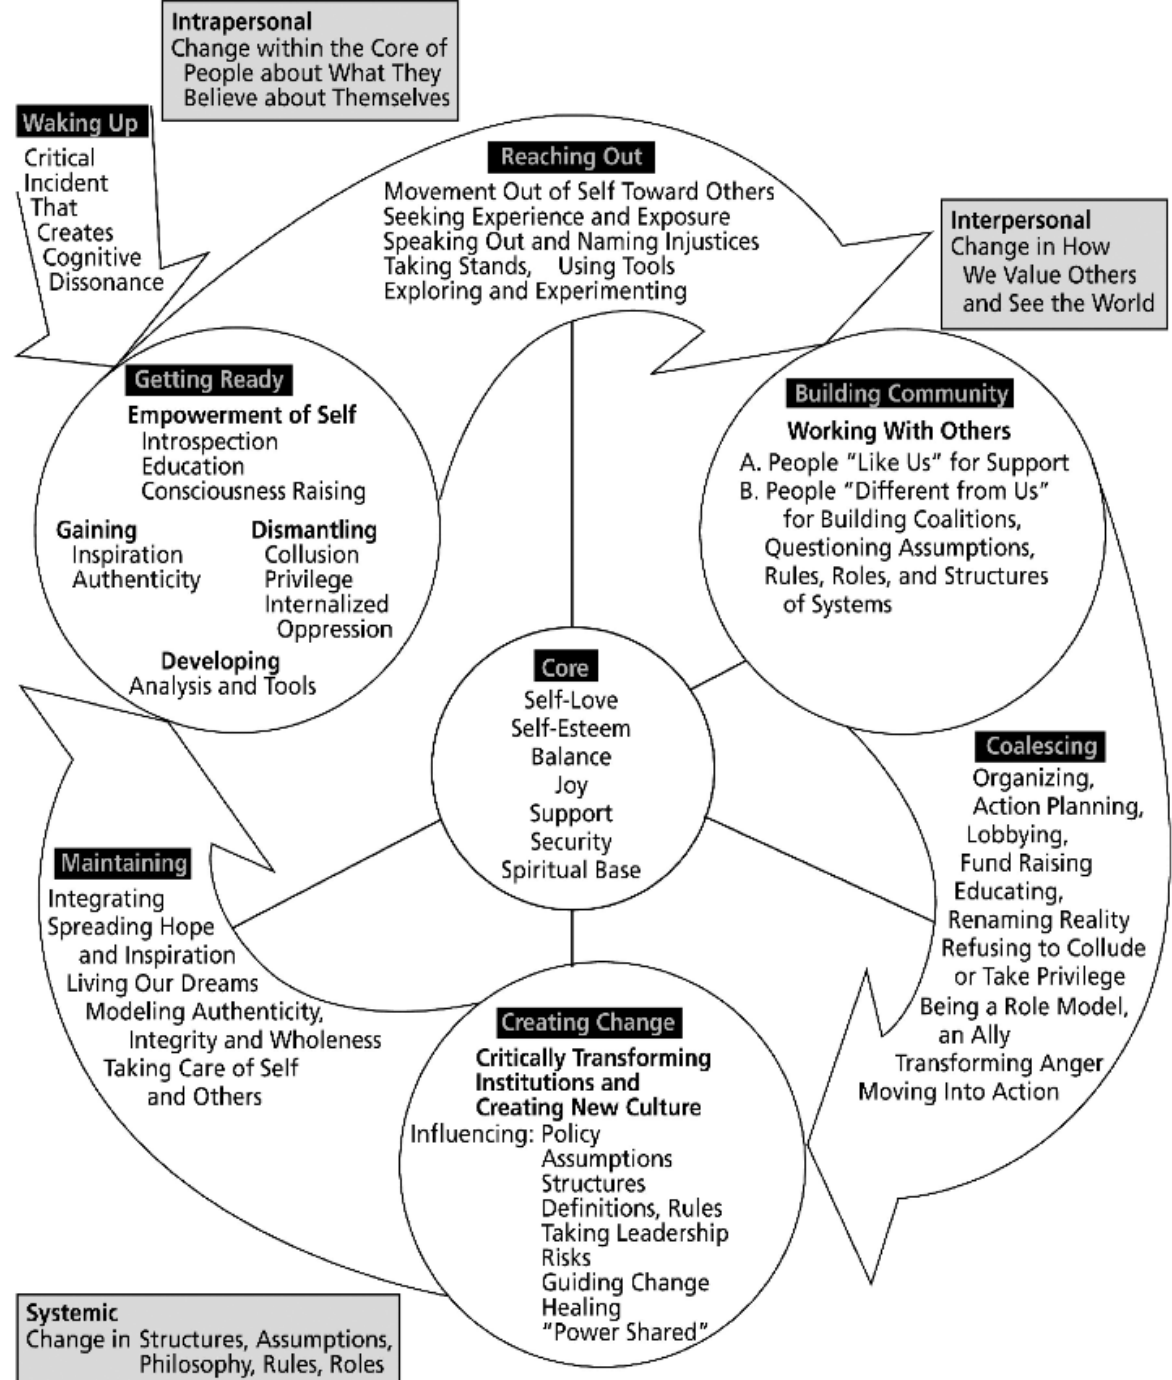 Intrapersonal
Change within the Core of
People about What They
Believe about Themselves
Waking Up
Critical
Incident
That
Creates
Cognitive
Dissonance
Reaching Out
Movement Out of Self Toward Others
Seeking Experience and Exposure
Speaking Out and Naming Injustices
Taking Stands, Using Tools
Exploring and Experimenting
Interpersonal
Change in How
We Value Others
and See the World
Getting Ready
Empowerment of Self
Introspection
Education
Consciousness Raising
Gaining
Inspiration
Authenticity
Dismantling
Collusion
Privilege
Internalized
Oppression
Developing
Analysis and Tools
Building Community
Working With Others
A. People “Like Us” for Support
B. People “Different from Us”
for Building Coalitions,
Questioning Assumptions,
Rules, Roles, and Structures
of Systems
Core
Self-Love
Self-Esteem
Balance
Joy
Support
Security
Spiritual Base
Coalescing
Organizing,
Action Planning,
Lobbying,
Fund Raising
Educating,
Renaming Reality
Refusing to Collude
or Take Privilege
Being a Role Model,
an Ally
Transforming Anger
Moving Into Action
Maintaining
Integrating
Spreading Hope
and Inspiration
Living Our Dreams
Modeling Authenticity,
Integrity and Wholeness
Taking Care of Self
and Others
Creating Change
Critically Transforming
Institutions and
Creating New Culture
Influencing: Policy
Assumptions
Structures
Definitions, Rules
Taking Leadership
Risks
Guiding Change
Healing
“Power Shared”
Systemic
Change in Structures, Assumptions,
Philosophy, Rules, Roles